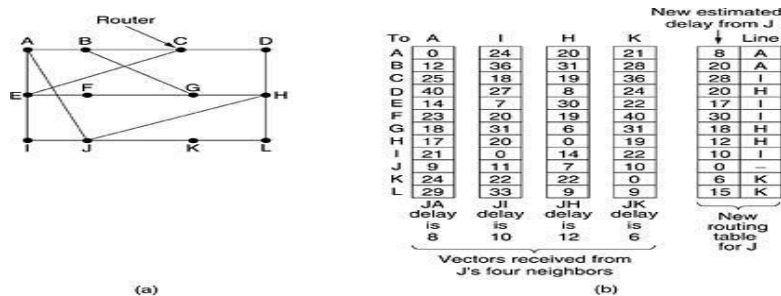 Router
A B C D
E F G H
I J K L
(a)
New estimated
delay from J
To A I H K Line
A 0 24 20 21 8 A
B 12 36 31 28 20 A
C 25 18 19 36 28 I
D 40 27 8 24 20 H
E 14 7 30 22 17 I
F 23 20 19 40 30 I
G 18 31 6 31 18 H
H 17 20 0 19 12 H
I 21 0 14 22 10 I
J 9 11 7 10 0 –
K 24 22 22 0 6 K
L 29 33 9 9 15 K
JA JI JH JK
delay delay delay delay
is is is is
8 10 12 6
New
routing
table
for J
Vectors received from
J's four neighbors
(b)